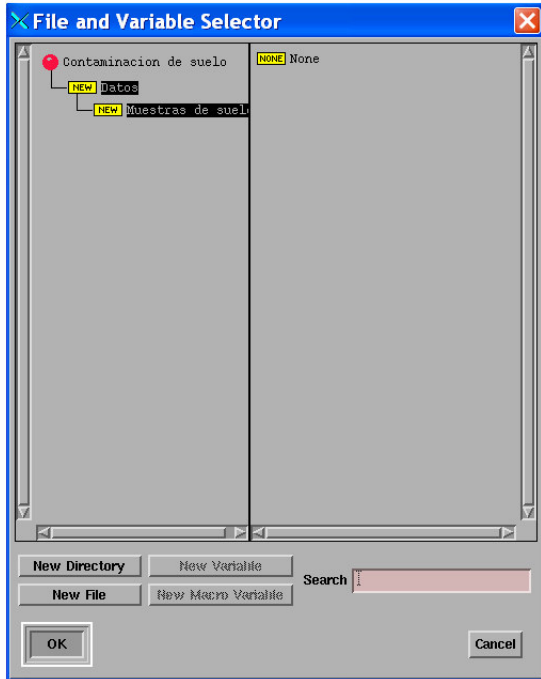 File and Variable Selector
Contaminacion de suelo
NEW Datos
NEW Muestras de suel
NONE None
New Directory
New Variable
New File
New Macro Variable
Search
OK
Cancel